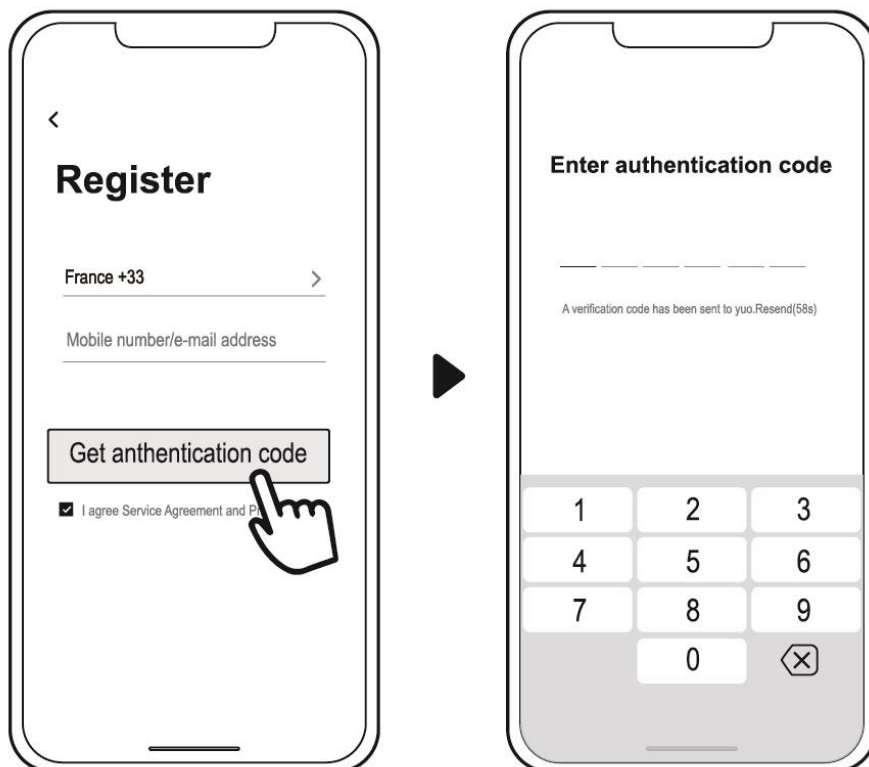 Register
France +33
Mobile number/e-mail address
Get anthentication code
I agree Service Agreement and
Enter authentication code
A verification code has been sent to yuo.Resend(58s)
1 2 3
4 5 6
7 8 9
0